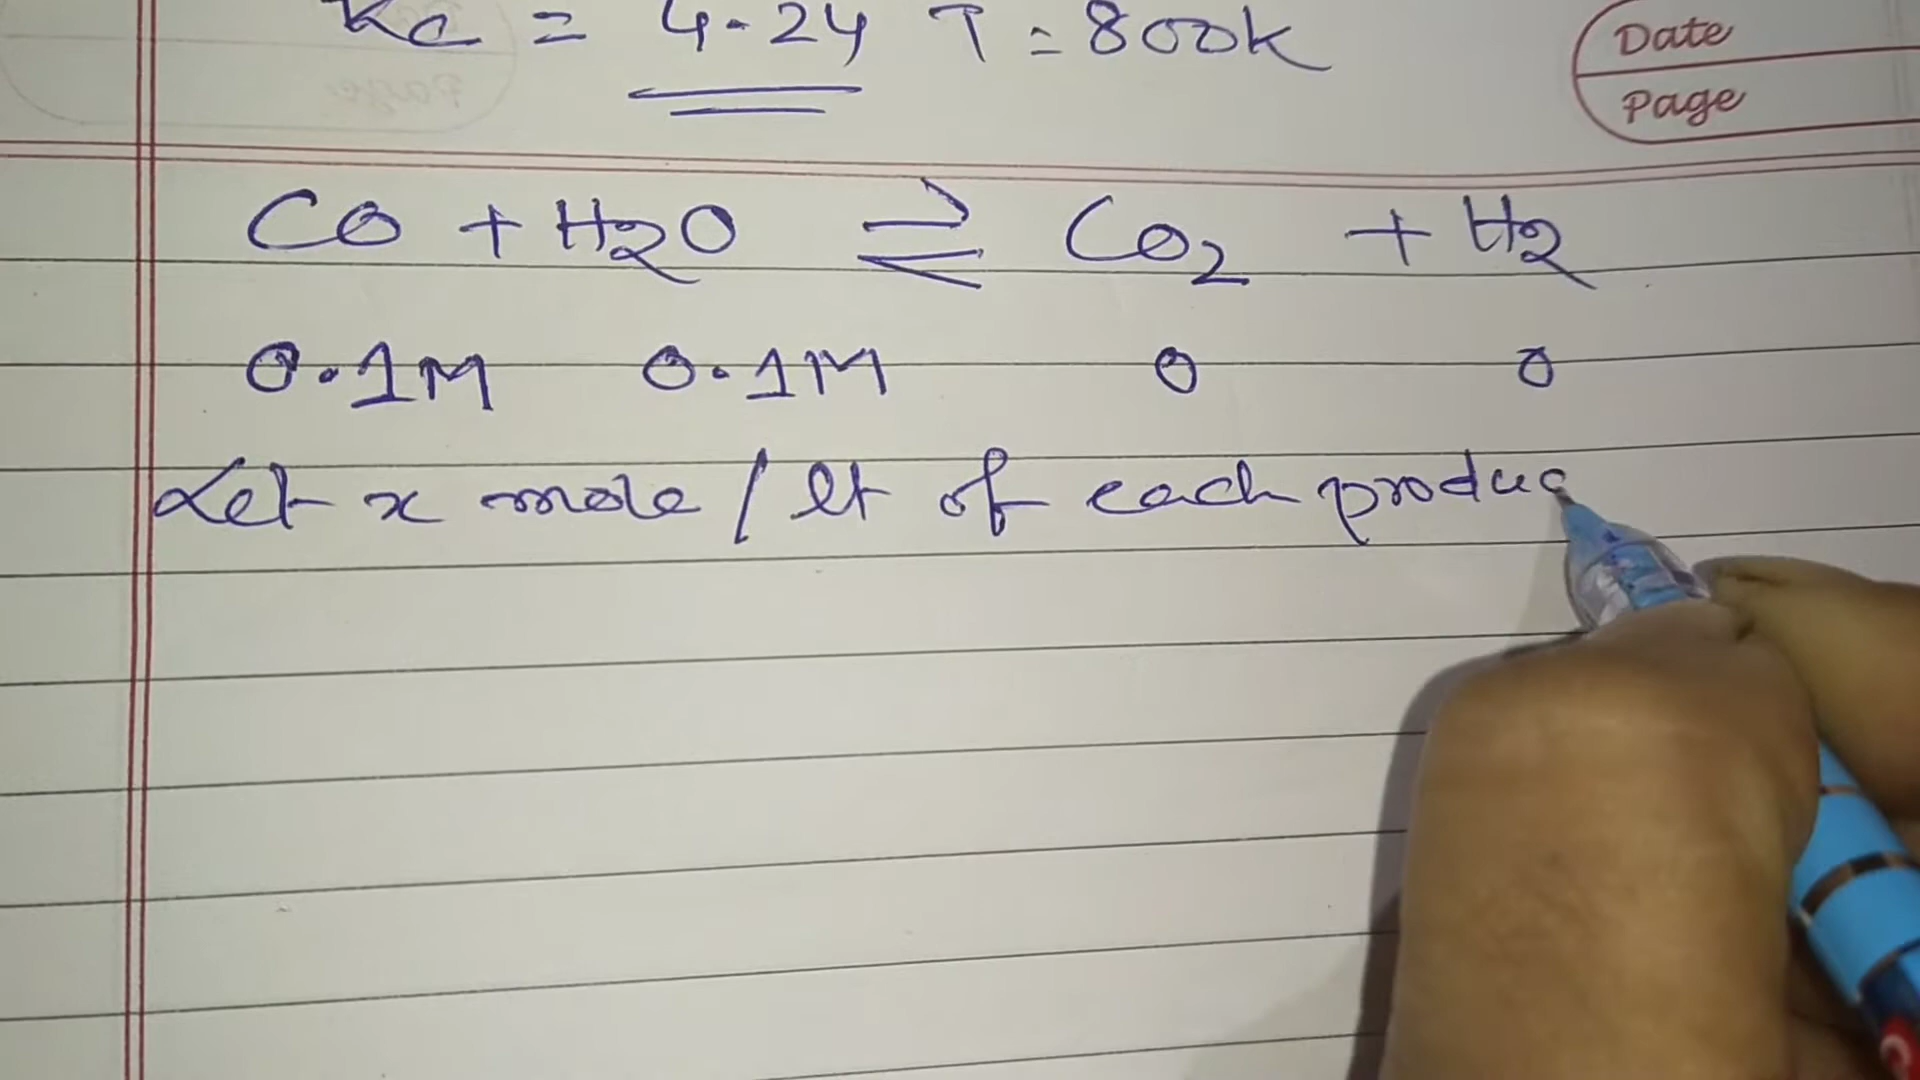 Kc = 4.24 T = 800K
Date
Page
CO + H2O ⇌ CO2 + H2
0.1M 0.1M 0 0
Let x mole / lt of each produc